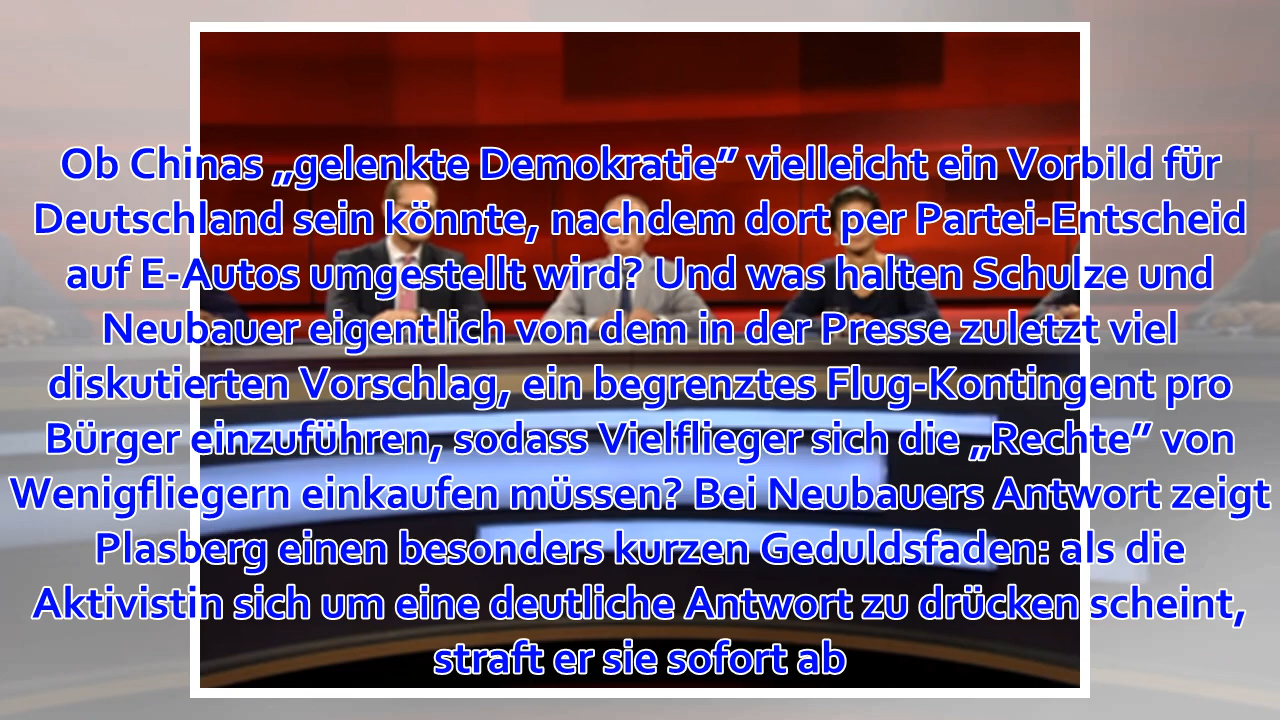 Ob Chinas „gelenkte Demokratie” vielleicht ein Vorbild für
Deutschland sein könnte, nachdem dort per Partei-Entscheid
auf E-Autos umgestellt wird? Und was halten Schulze und
Neubauer eigentlich von dem in der Presse zuletzt viel
diskutierten Vorschlag, ein begrenztes Flug-Kontingent pro
Bürger einzuführen, sodass Vielflieger sich die „Rechte” von
Wenigfliegern einkaufen müssen? Bei Neubauers Antwort zeigt
Plasberg einen besonders kurzen Geduldsfaden: als die
Aktivistin sich um eine deutliche Antwort zu drücken scheint,
straft er sie sofort ab